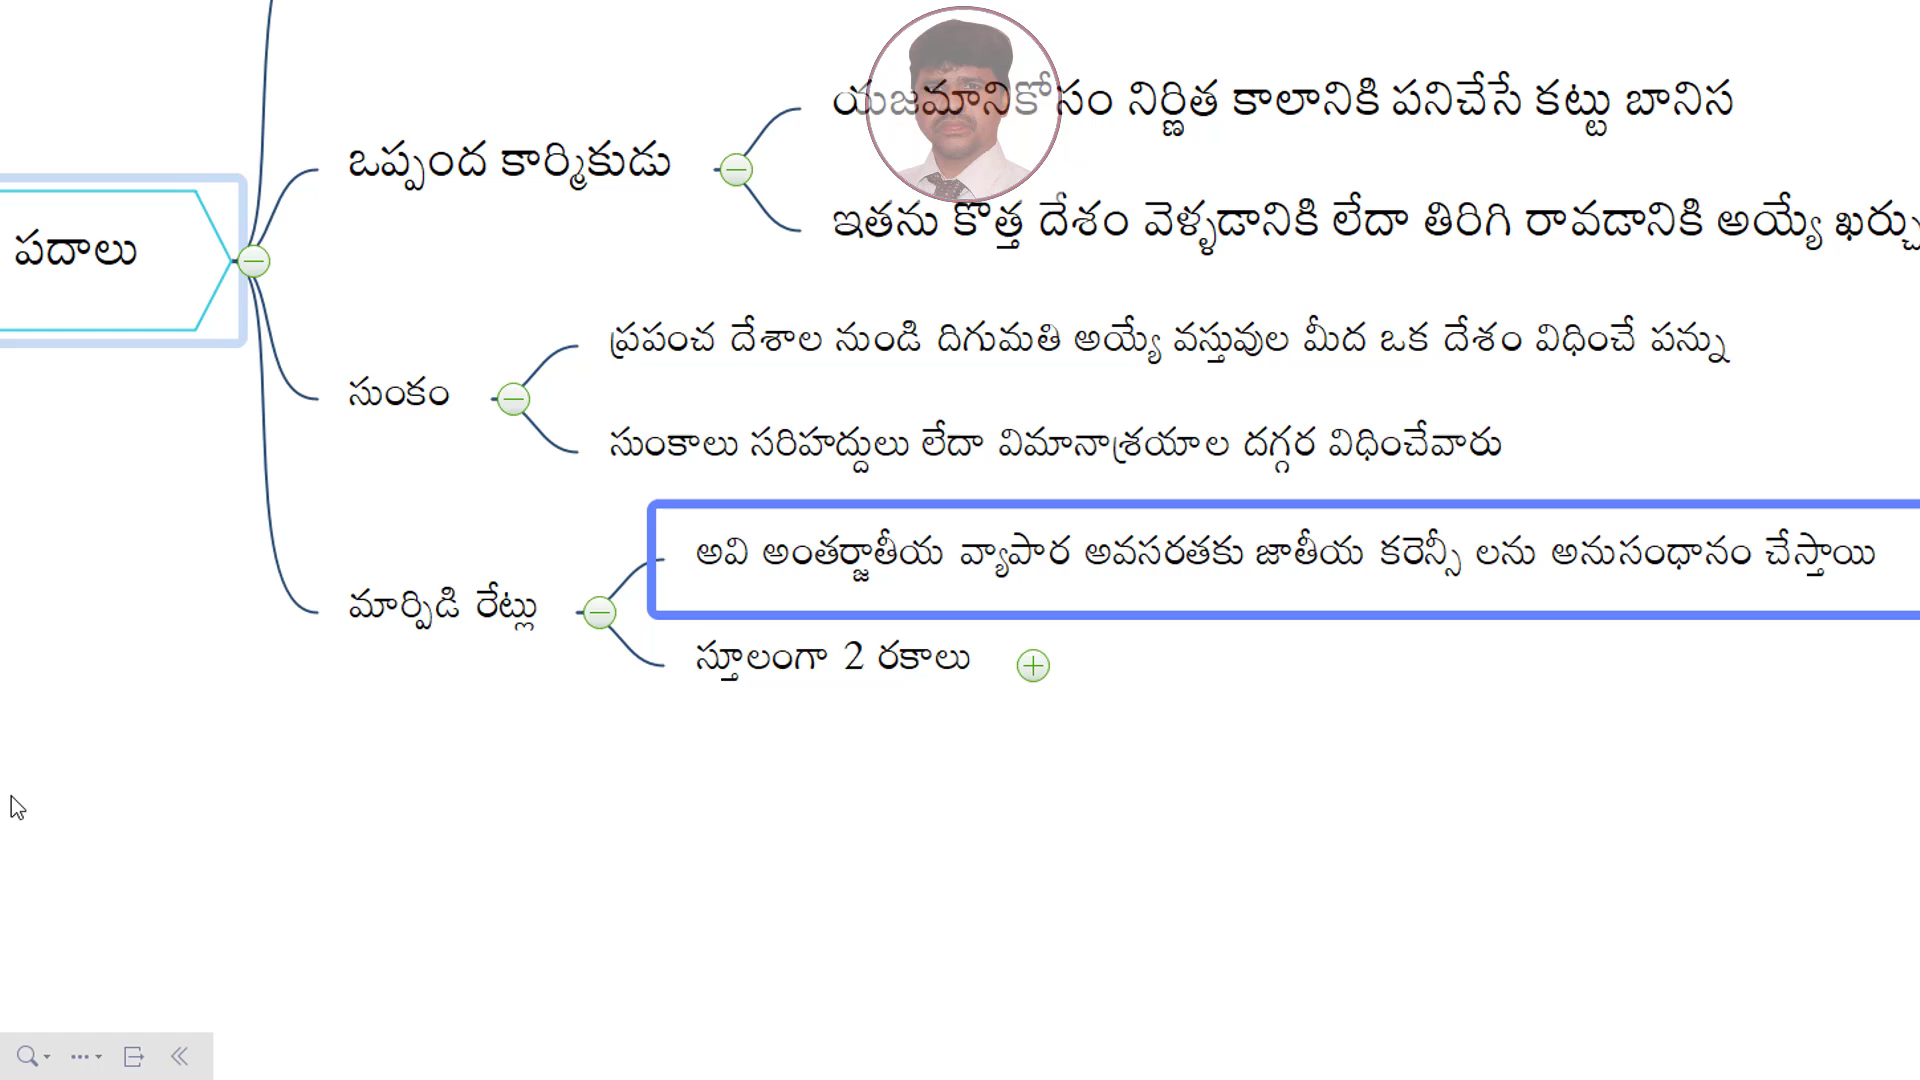 యజమానికోసం నిర్ణిత కాలానికి పనిచేసే కట్టు బానిస
ఒప్పంద కార్మికుడు
ఇతను కొత్త దేశం వెళ్ళడానికి లేదా తిరిగి రావడానికి అయ్యే ఖర్చు
పదాలు
ప్రపంచ దేశాల నుండి దిగుమతి అయ్యే వస్తువుల మీద ఒక దేశం విధించే పన్ను
సుంకం
సుంకాలు సరిహద్దులు లేదా విమానాశ్రయాల దగ్గర విధించేవారు
అవి అంతర్జాతీయ వ్యాపార అవసరతకు జాతీయ కరెన్సీ లను అనుసంధానం చేస్తాయి
మార్పిడి రేట్లు
స్తూలంగా 2 రకాలు